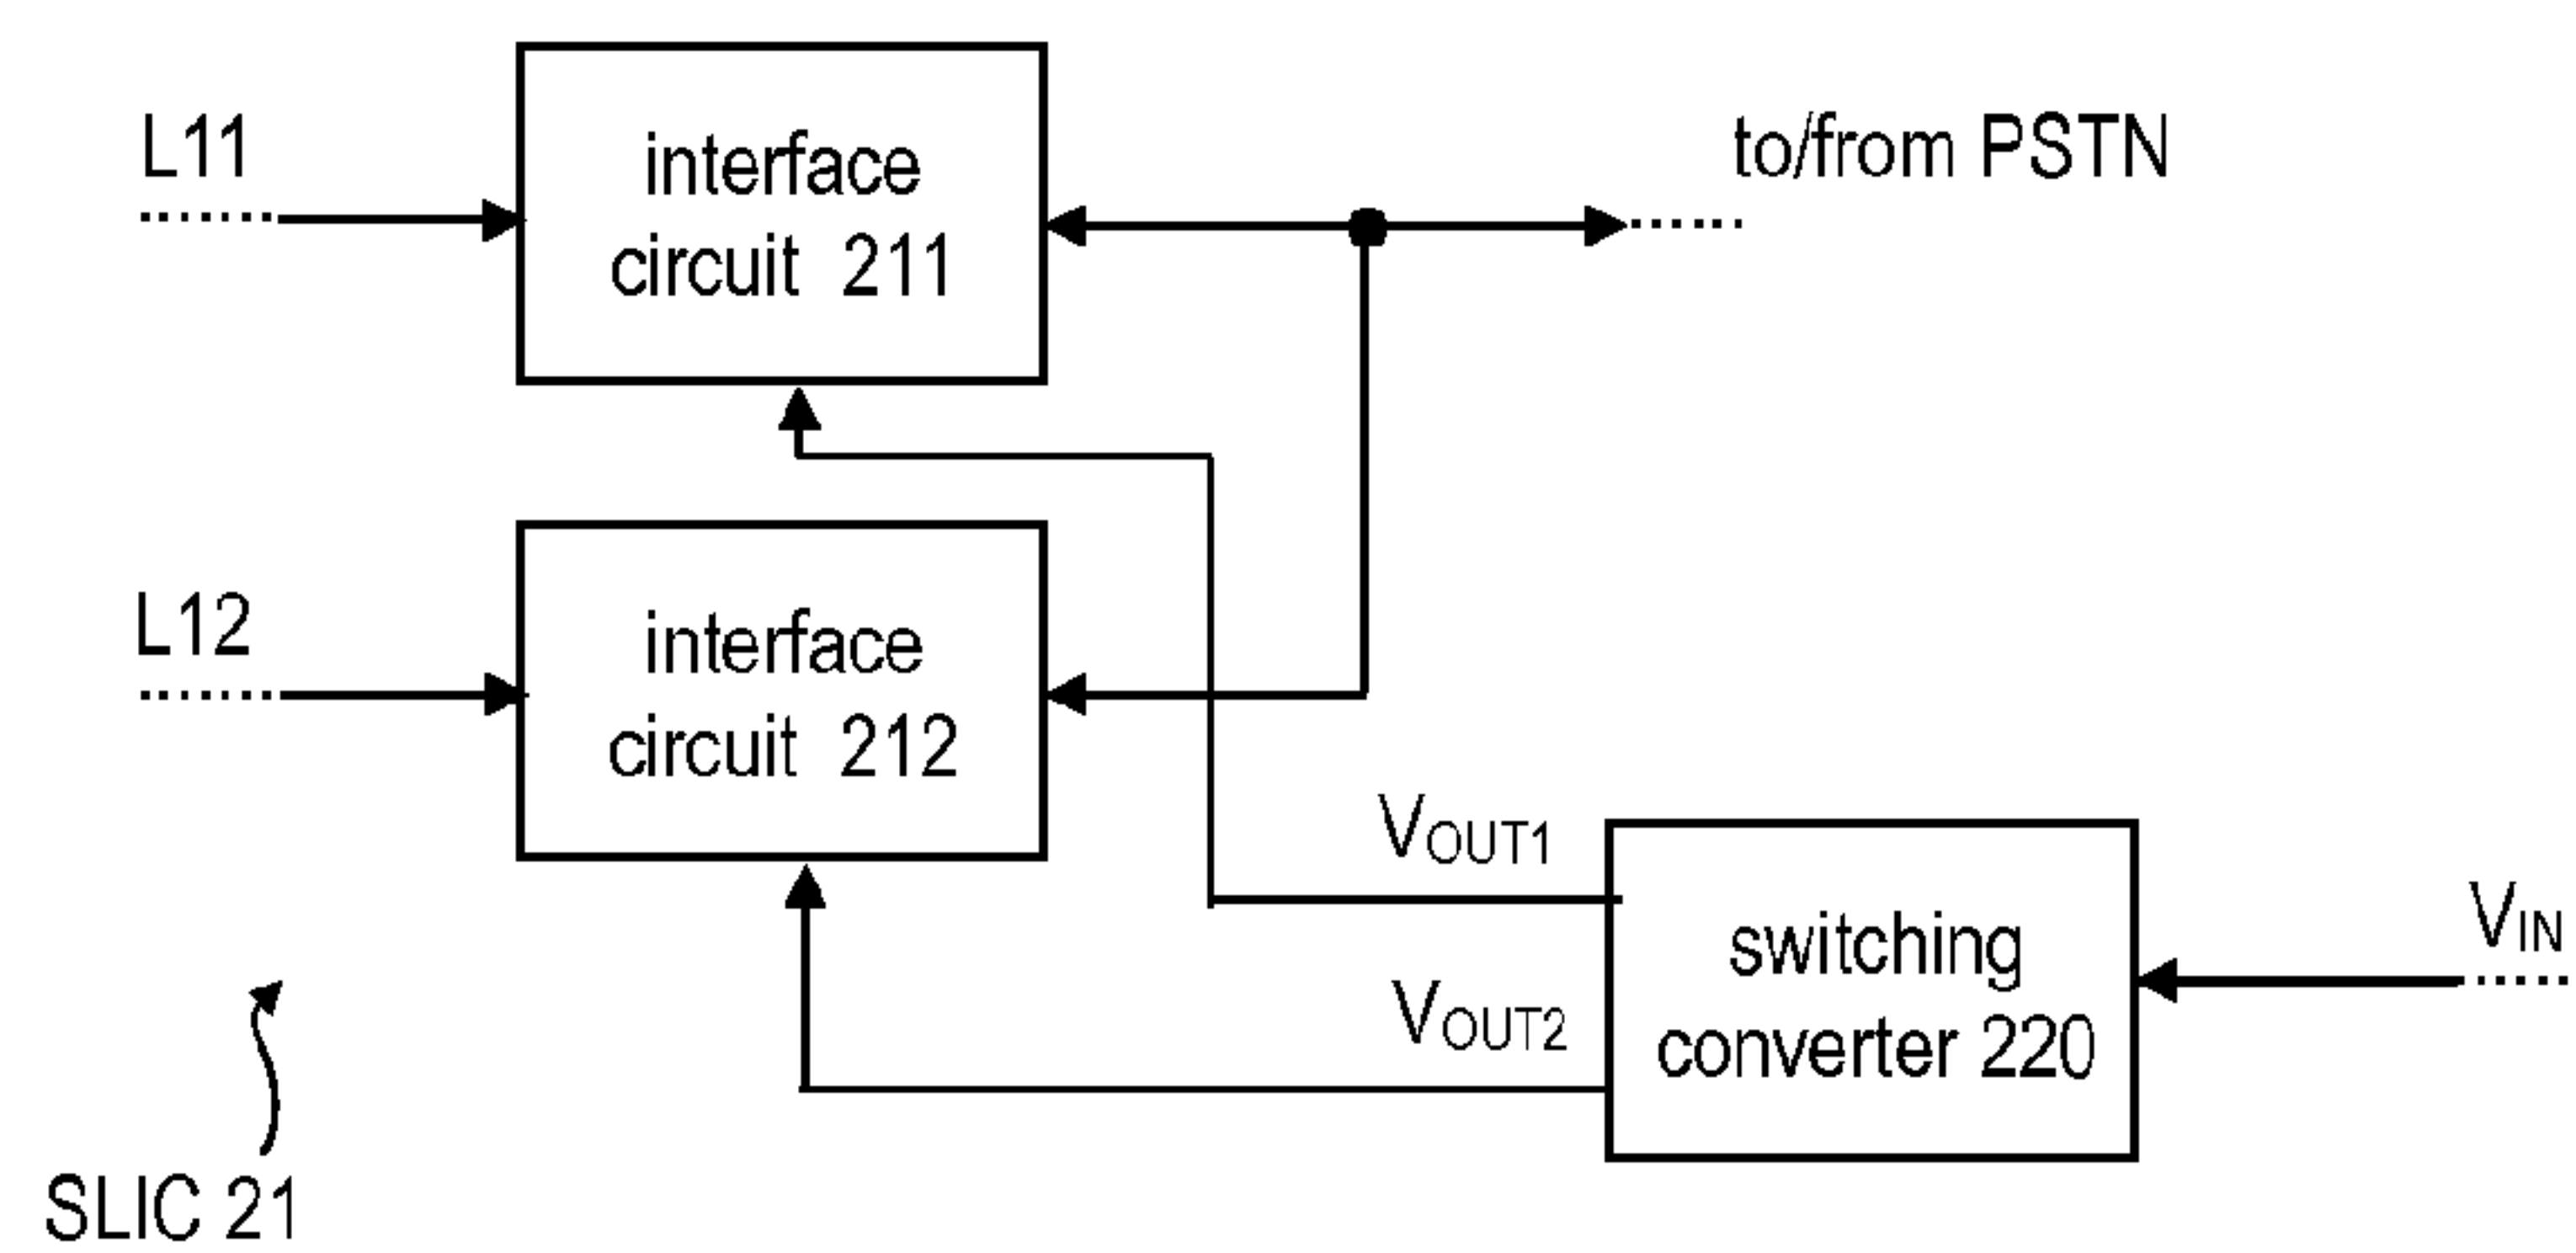 L11
interface
circuit 211
to/from PSTN
L12
interface
circuit 212
VOUT1
VOUT2
switching
converter 220
VIN
SLIC 21